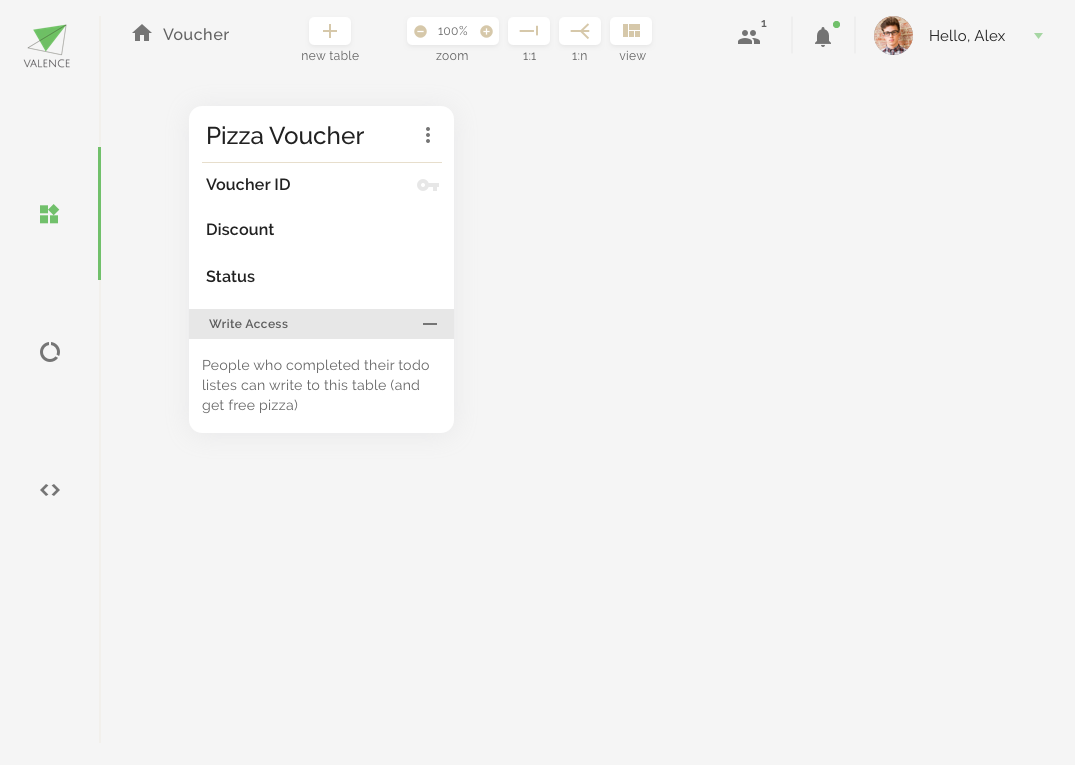 VALENCE
Voucher
new table
100%
zoom
1:1
1:n
view
1
Hello, Alex
Pizza Voucher
Voucher ID
Discount
Status
Write Access
People who completed their todo
listes can write to this table (and
get free pizza)